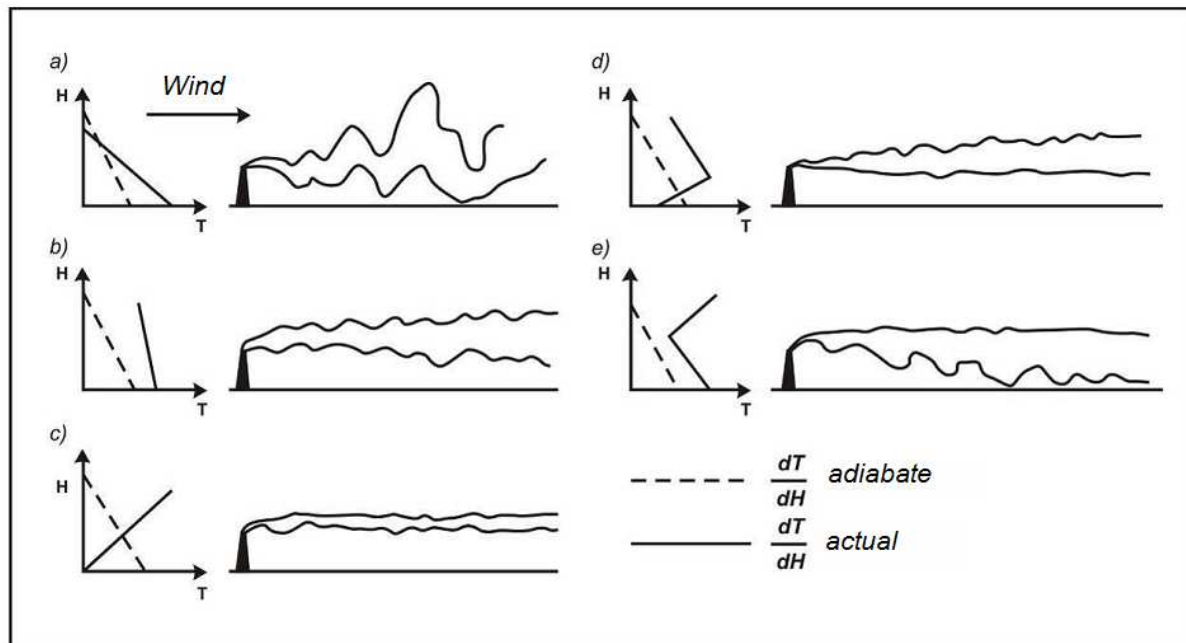 a)
H
Wind
T
b)
H
T
c)
H
T
d)
H
T
e)
H
T
dT
dH
adiabate
dT
dH
actual